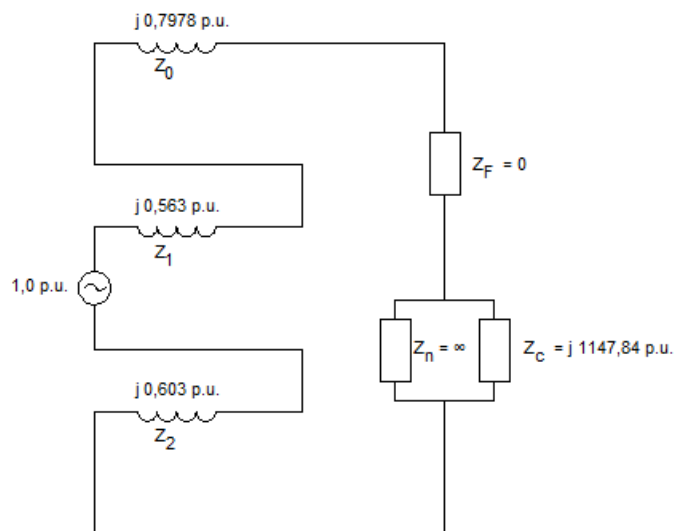 j 0,7978 p.u.
Z0
ZF = 0
j 0,563 p.u.
Z1
1,0 p.u.
Zn = ∞
Zc = j 1147,84 p.u.
j 0,603 p.u.
Z2